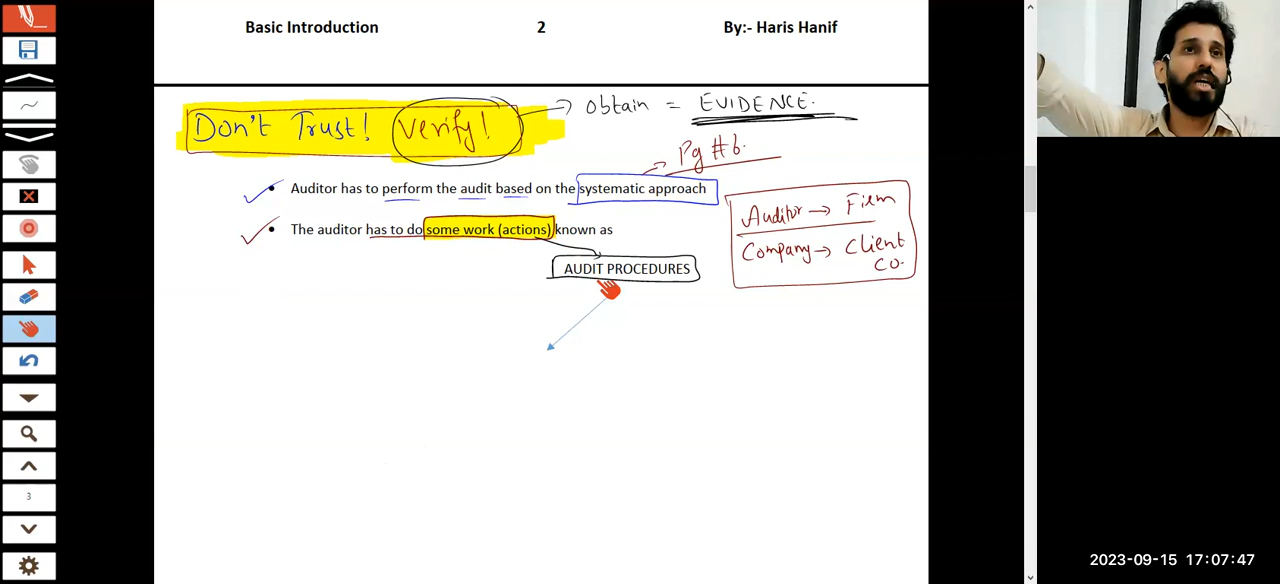 Basic Introduction 2 By:- Haris Hanif
Don't Trust! Verify! → obtain = EVIDENCE.
Pg #6.
• Auditor has to perform the audit based on the systematic approach
Auditor → Firm
• The auditor has to do some work (actions) known as
Company → Client
Co.
AUDIT PROCEDURES
3
2023-09-15 17:07:47